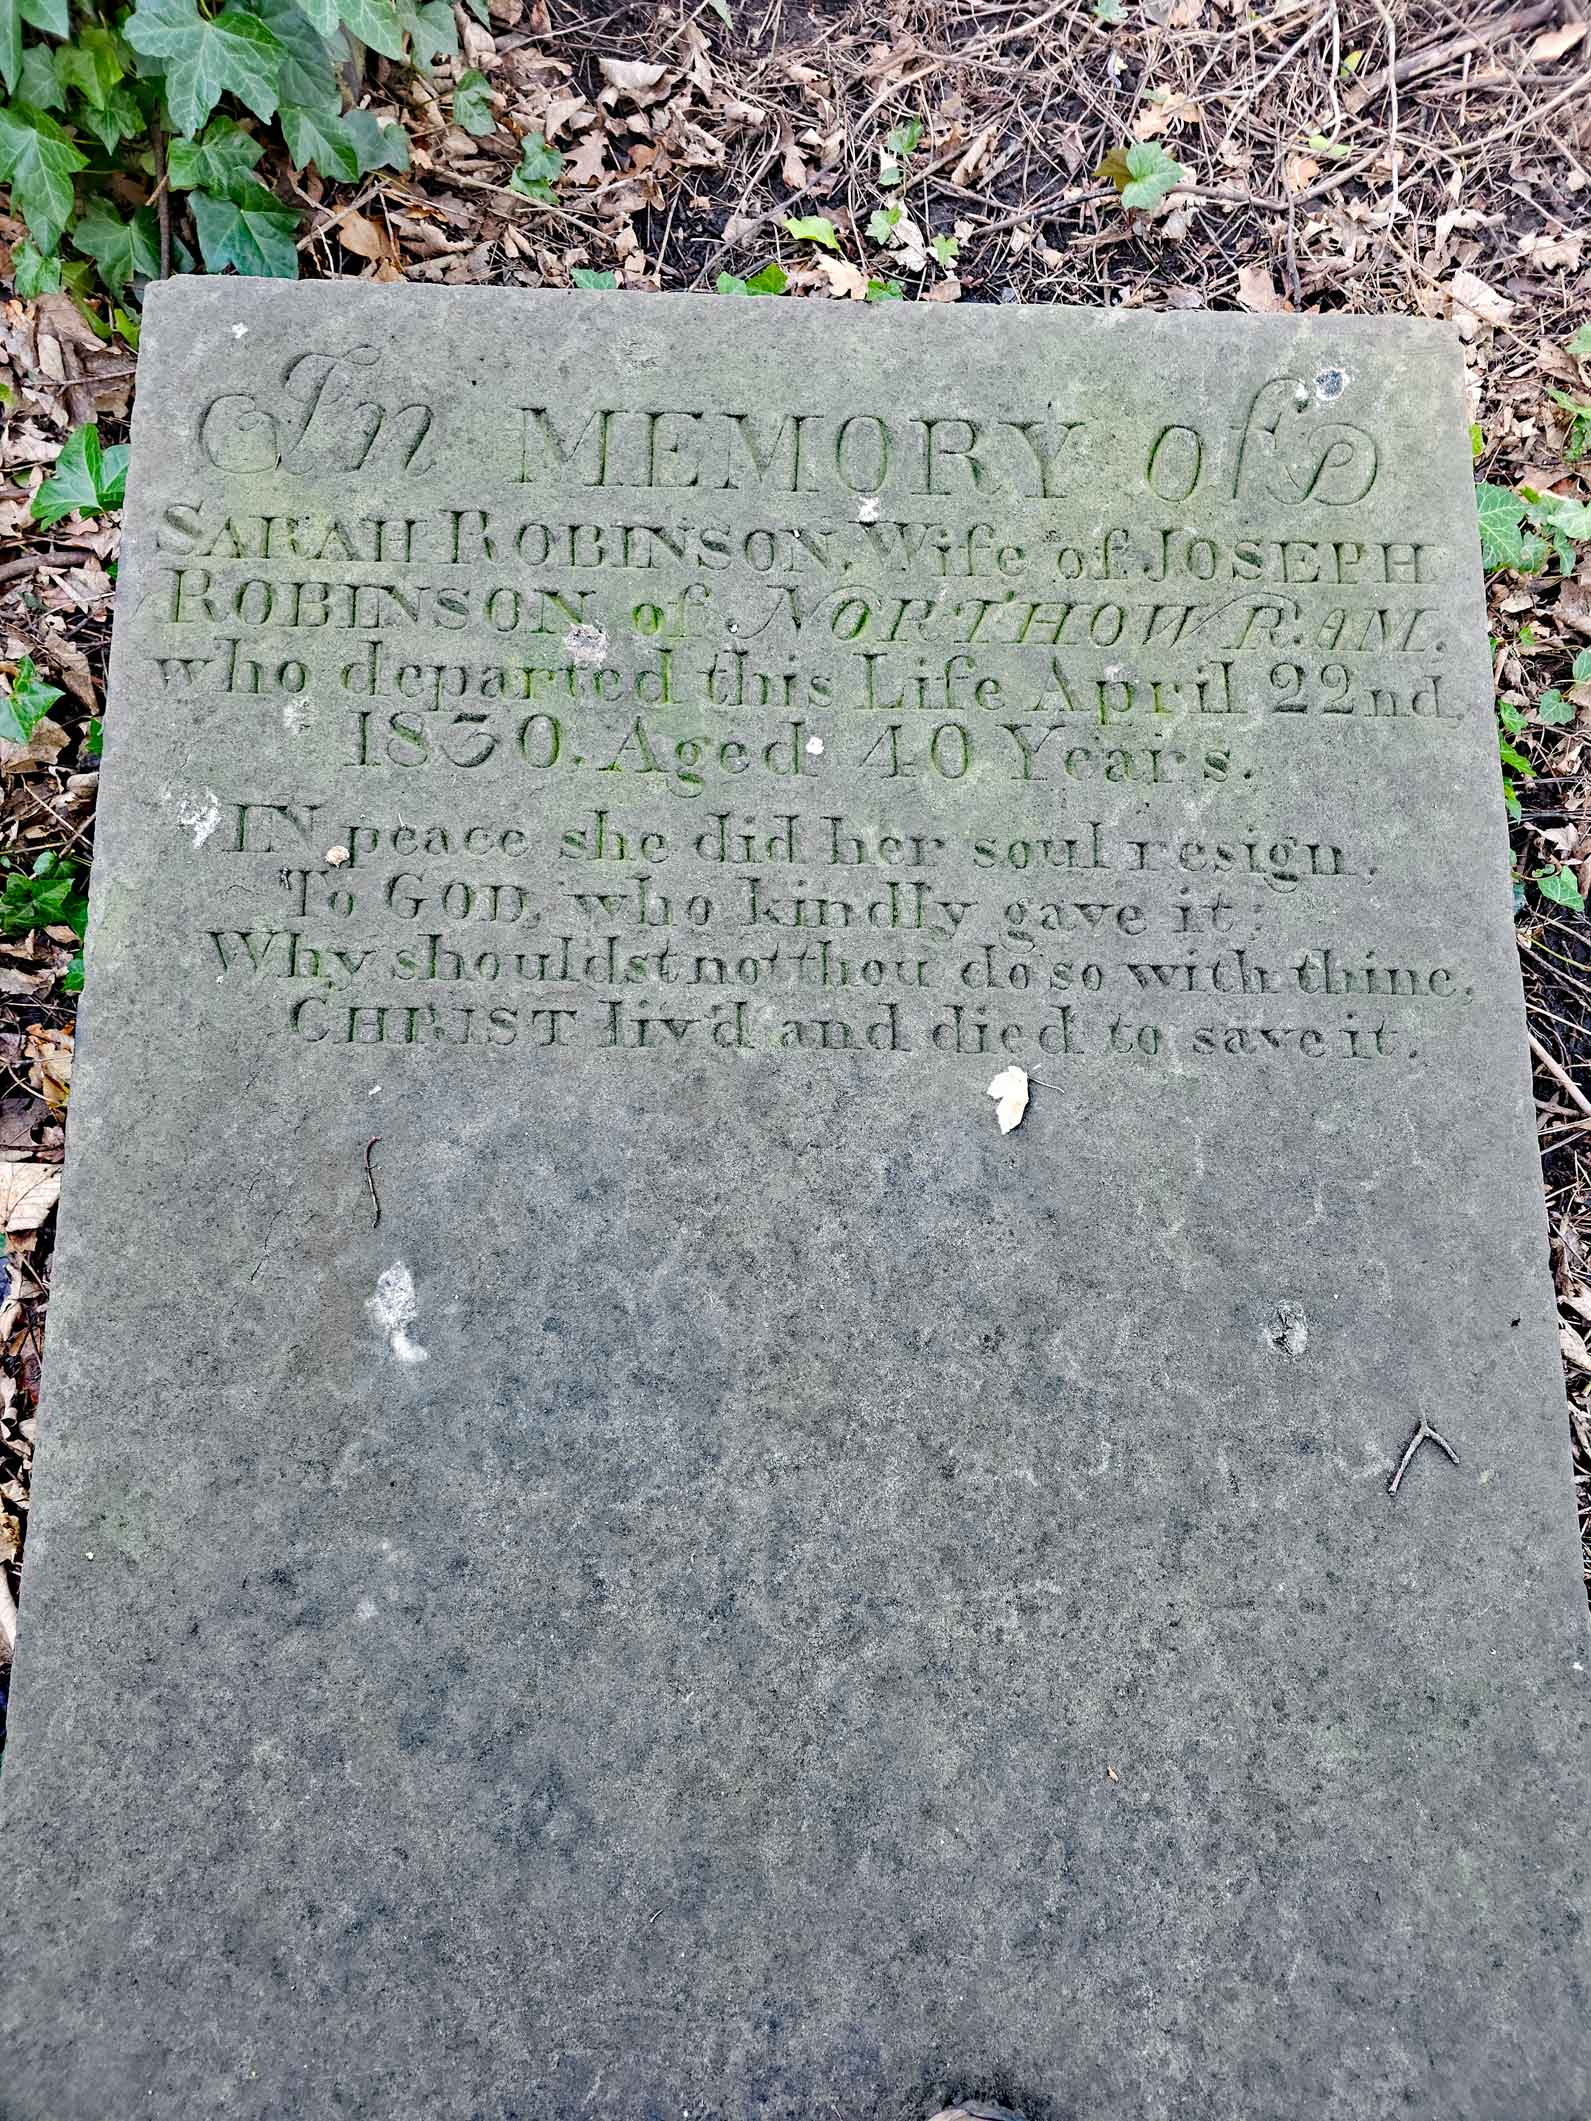 In MEMORY of
SARAH ROBINSON, Wife of JOSEPH
ROBINSON of NORTHOWRAM.
who departed this Life April 22nd,
1830. Aged 40 Years.
IN peace she did her soul resign,
To GOD, who kindly gave it;
Why shouldst not thou do so with thine,
CHRIST liv'd and died to save it.